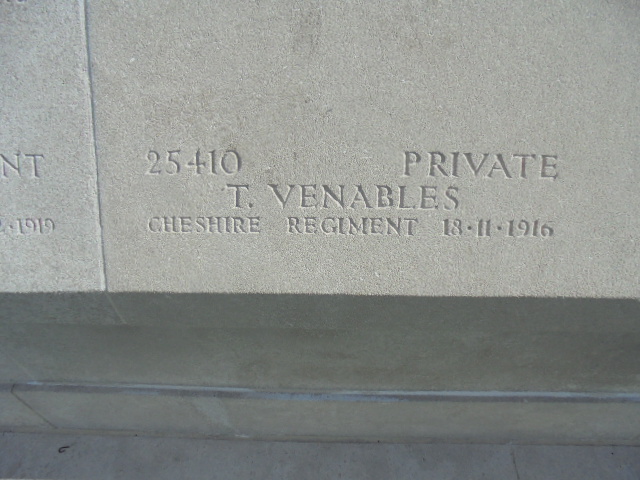 NT
1919
25410 PRIVATE
T. VENABLES
CHESHIRE REGIMENT 18·11·1916